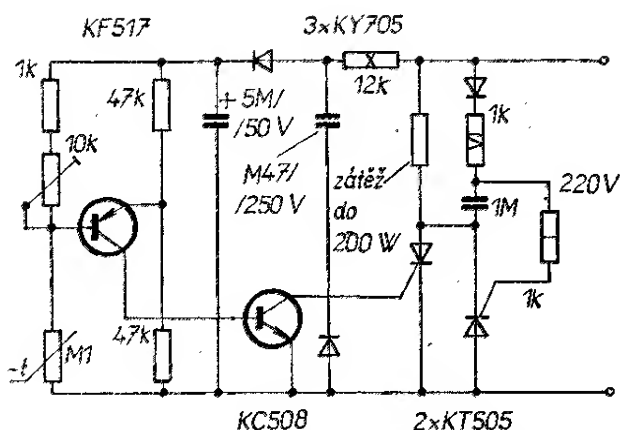 KF517
3xKY705
1k
47k
10k
+ 5M/
/50 V
M47/
/250 V
12k
zátěž
do
200 W
1k
1M
220V
1k
-t
M1
47k
KC508
2xKT505